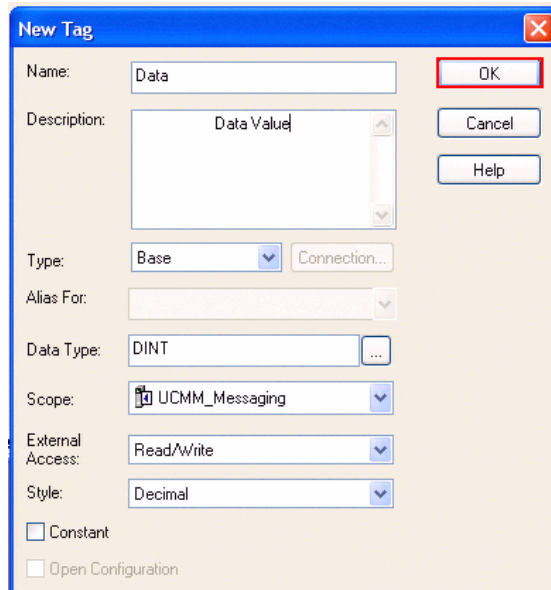 New Tag
Name: Data OK
Description: Data Value Cancel
Help
Type: Base Connection...
Alias For:
Data Type: DINT ...
Scope: UCMM_Messaging
External Access: Read/Write
Style: Decimal
Constant
Open Configuration